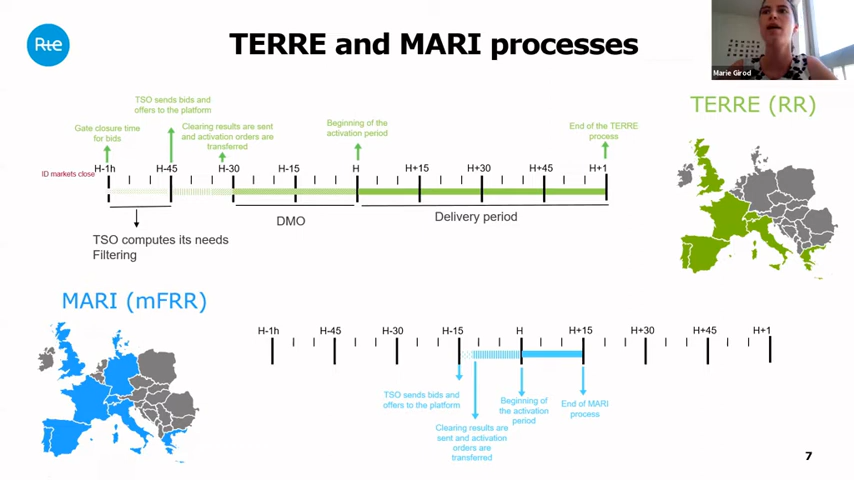 Rte
TERRE and MARI processes
Marie Girod
TERRE (RR)
TSO sends bids and
offers to the platform
Gate closure time
for bids
Clearing results are sent
and activation orders are
transferred
Beginning of the
activation period
End of the TERRE
process
ID markets close
H-1h
H-45
H-30
H-15
H
H+15
H+30
H+45
H+1
TSO computes its needs
Filtering
DMO
Delivery period
MARI (mFRR)
H-1h
H-45
H-30
H-15
H
H+15
H+30
H+45
H+1
TSO sends bids and
offers to the platform
Clearing results are
sent and activation
orders are
transferred
Beginning of
the activation
period
End of MARI
process
7